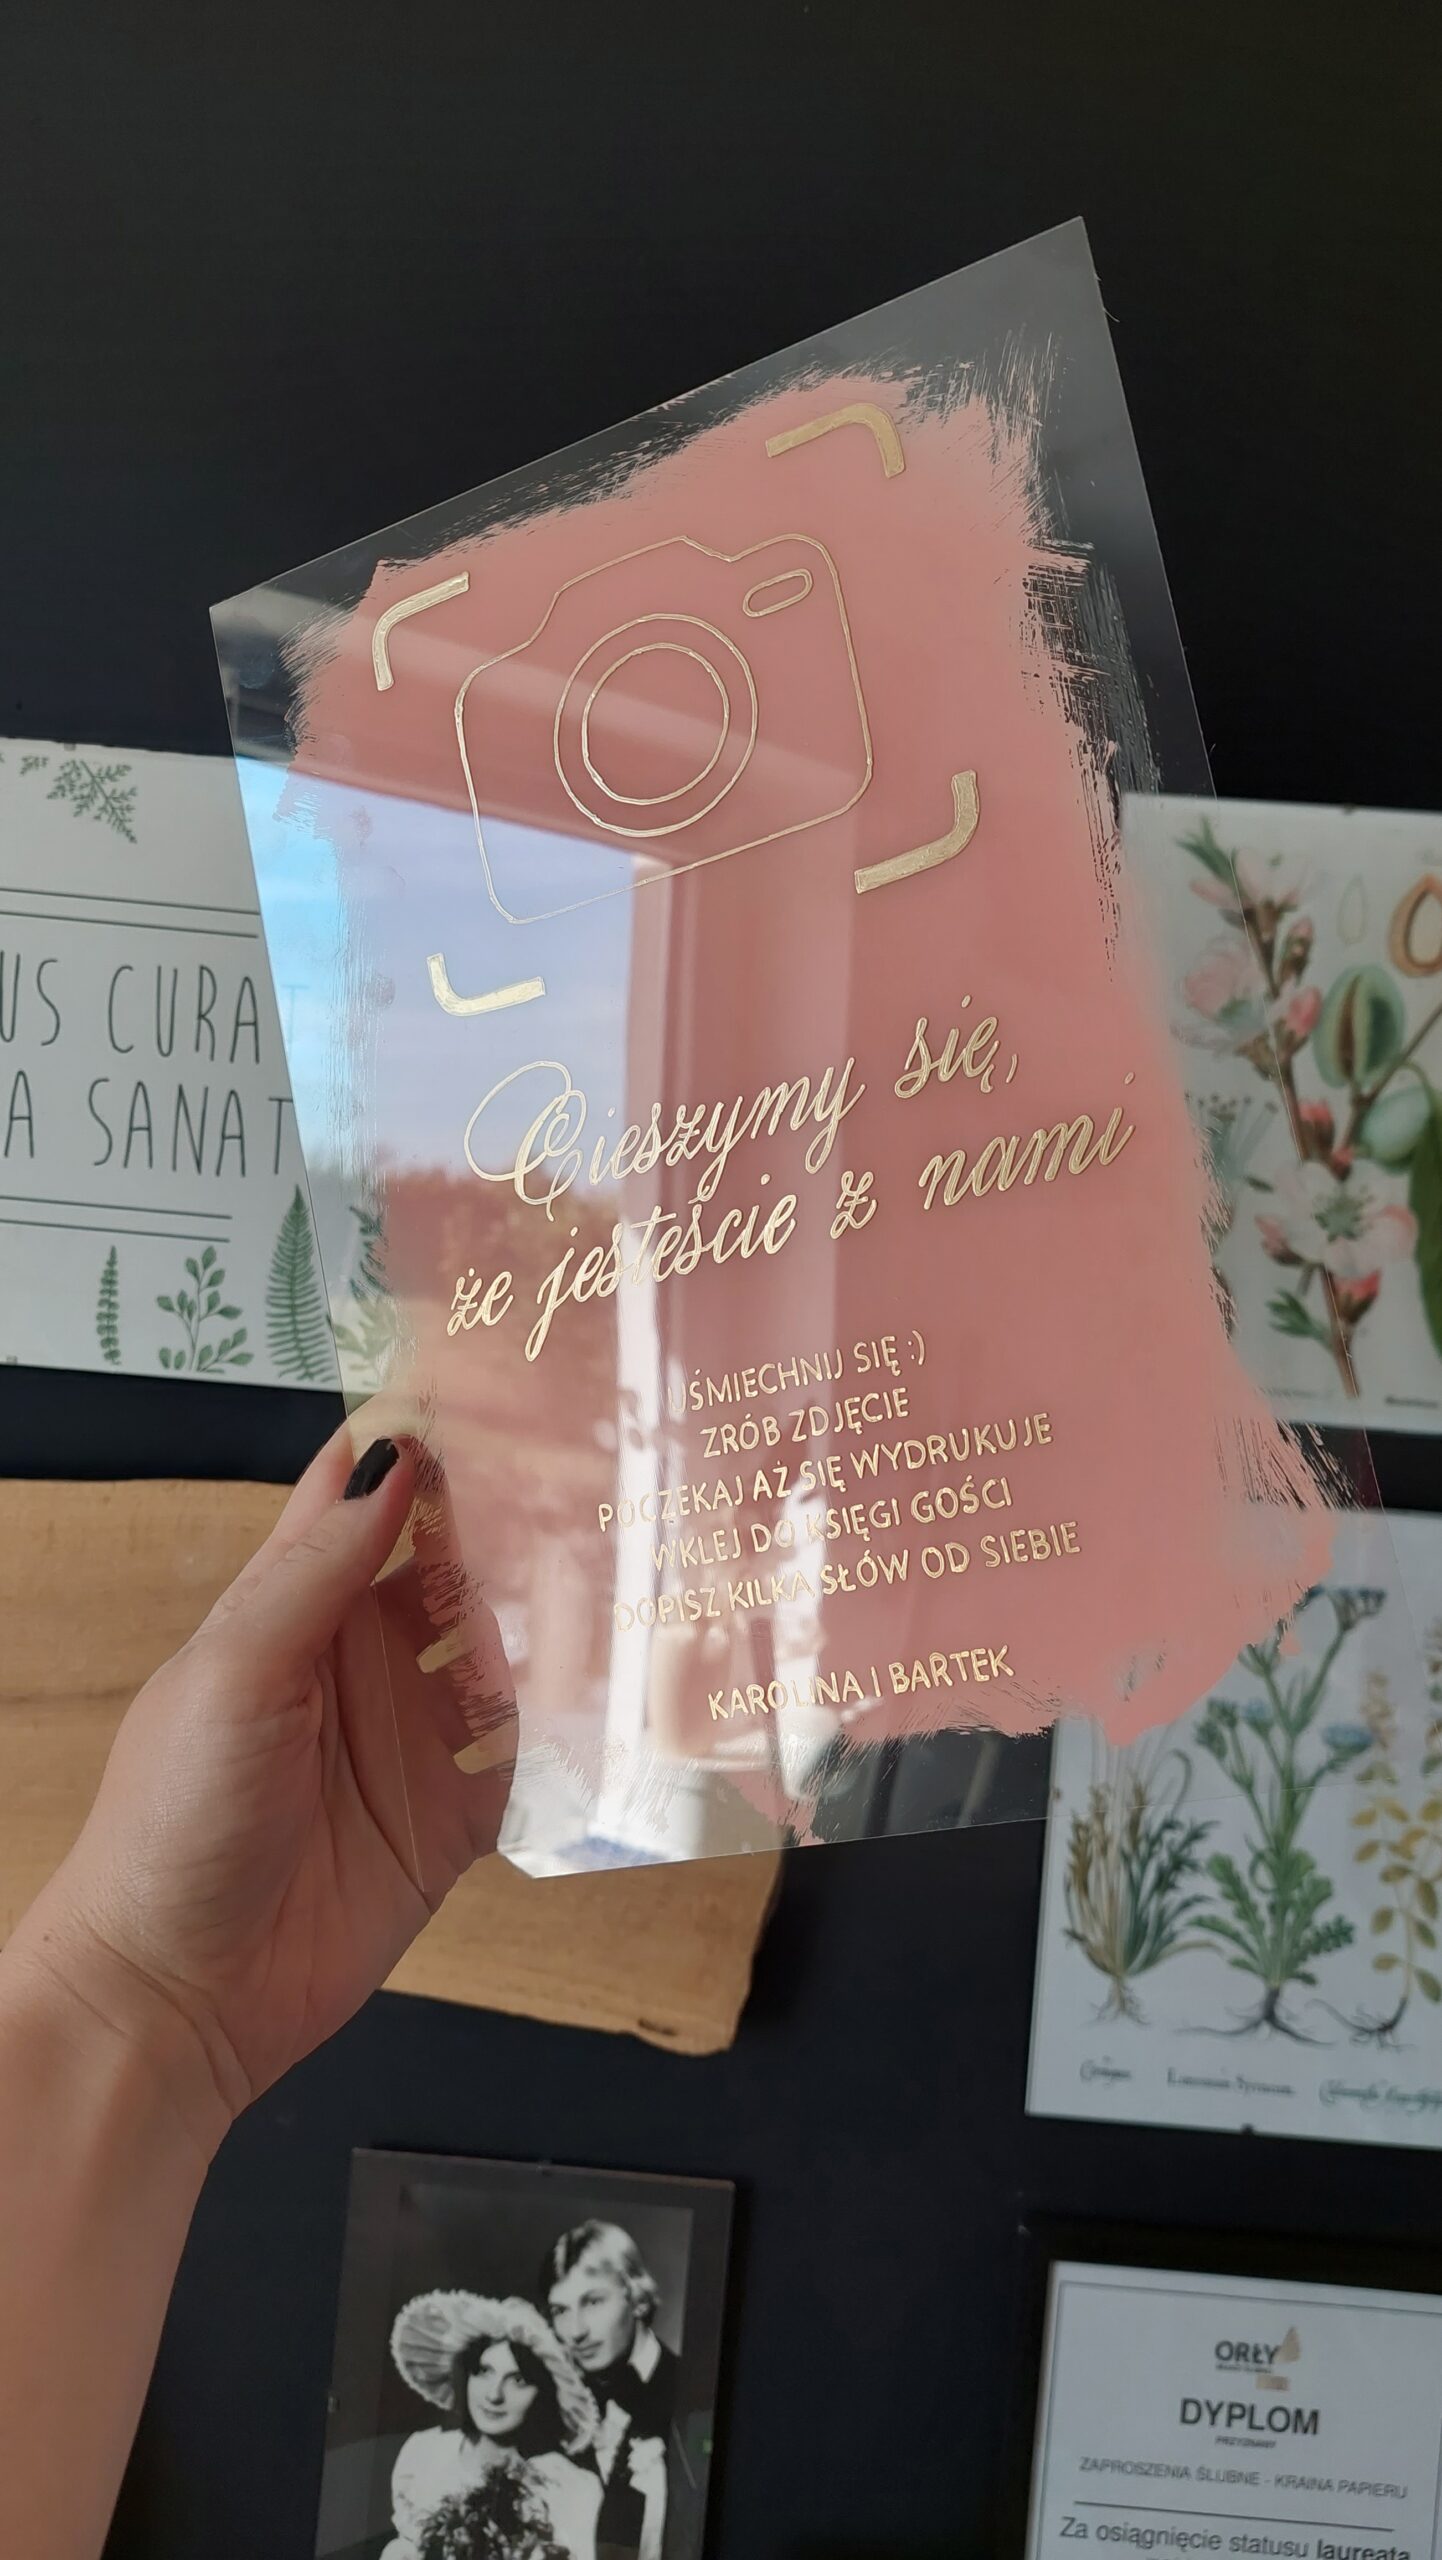 Cieszymy się,
że jesteście z nami
UŚMIECHNIJ SIĘ :)
ZRÓB ZDJĘCIE
POCZEKAJ AŻ SIĘ WYDRUKUJE
WKLEJ DO KSIĘGI GOŚCI
DOPISZ KILKA SŁÓW OD SIEBIE
KAROLINA I BARTEK
US CURA
A SANAT
ORŁY
DYPLOM
ZAPROSZENIA ŚLUBNE - KRAINA PAPIERU
Za osiągnięcie statusu laureata